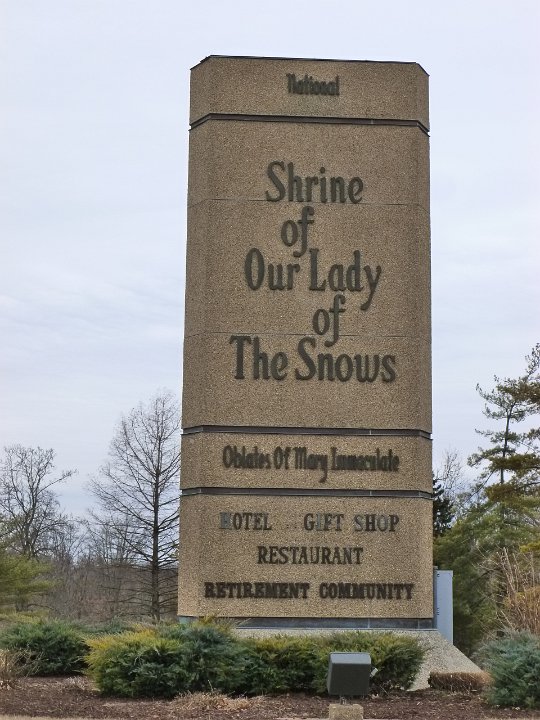 National
Shrine
of
Our Lady
of
The Snows
Oblates Of Mary Immaculate
HOTEL GIFT SHOP
RESTAURANT
RETIREMENT COMMUNITY